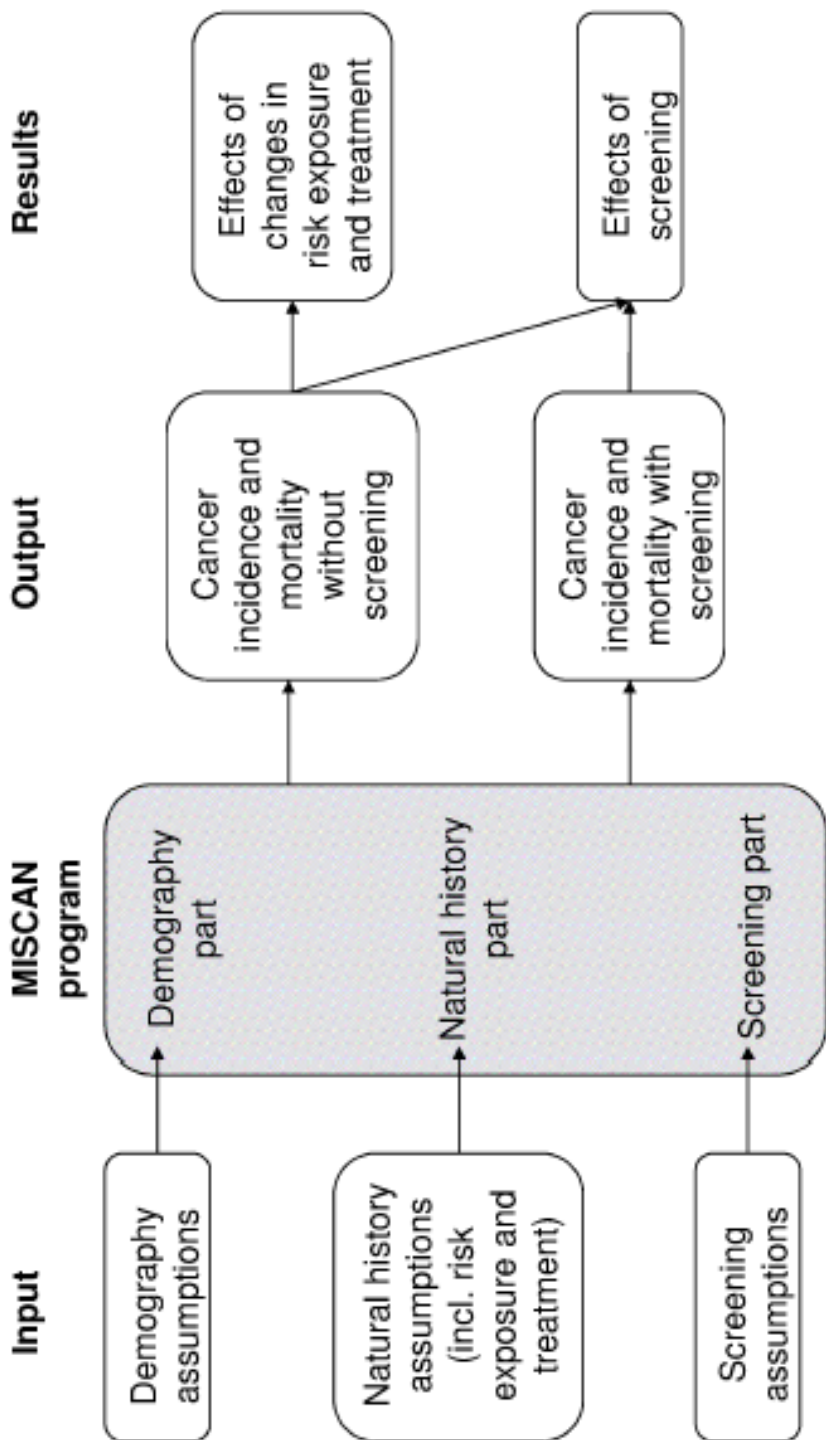 Input
MISCAN
program
Output
Results
Demography
assumptions
Natural history
assumptions
(incl. risk
exposure and
treatment)
Screening
assumptions
Demography
part
Natural history
part
Screening part
Cancer
incidence and
mortality
without
screening
Cancer
incidence and
mortality with
screening
Effects of
changes in
risk exposure
and treatment
Effects of
screening